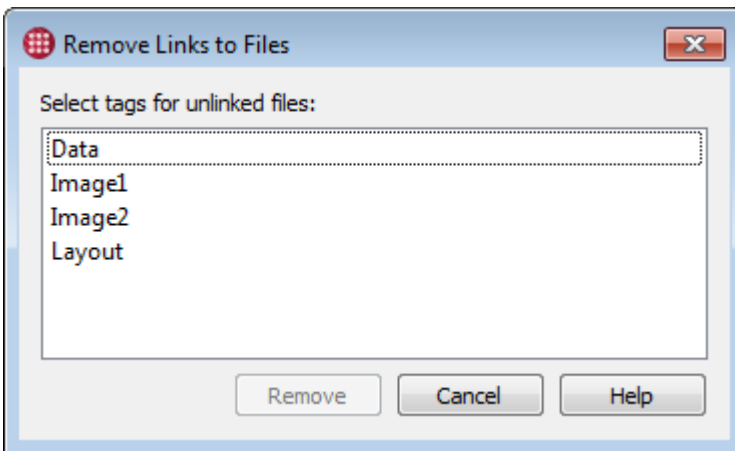 Remove Links to Files
Select tags for unlinked files:
Data
Image1
Image2
Layout
Remove Cancel Help